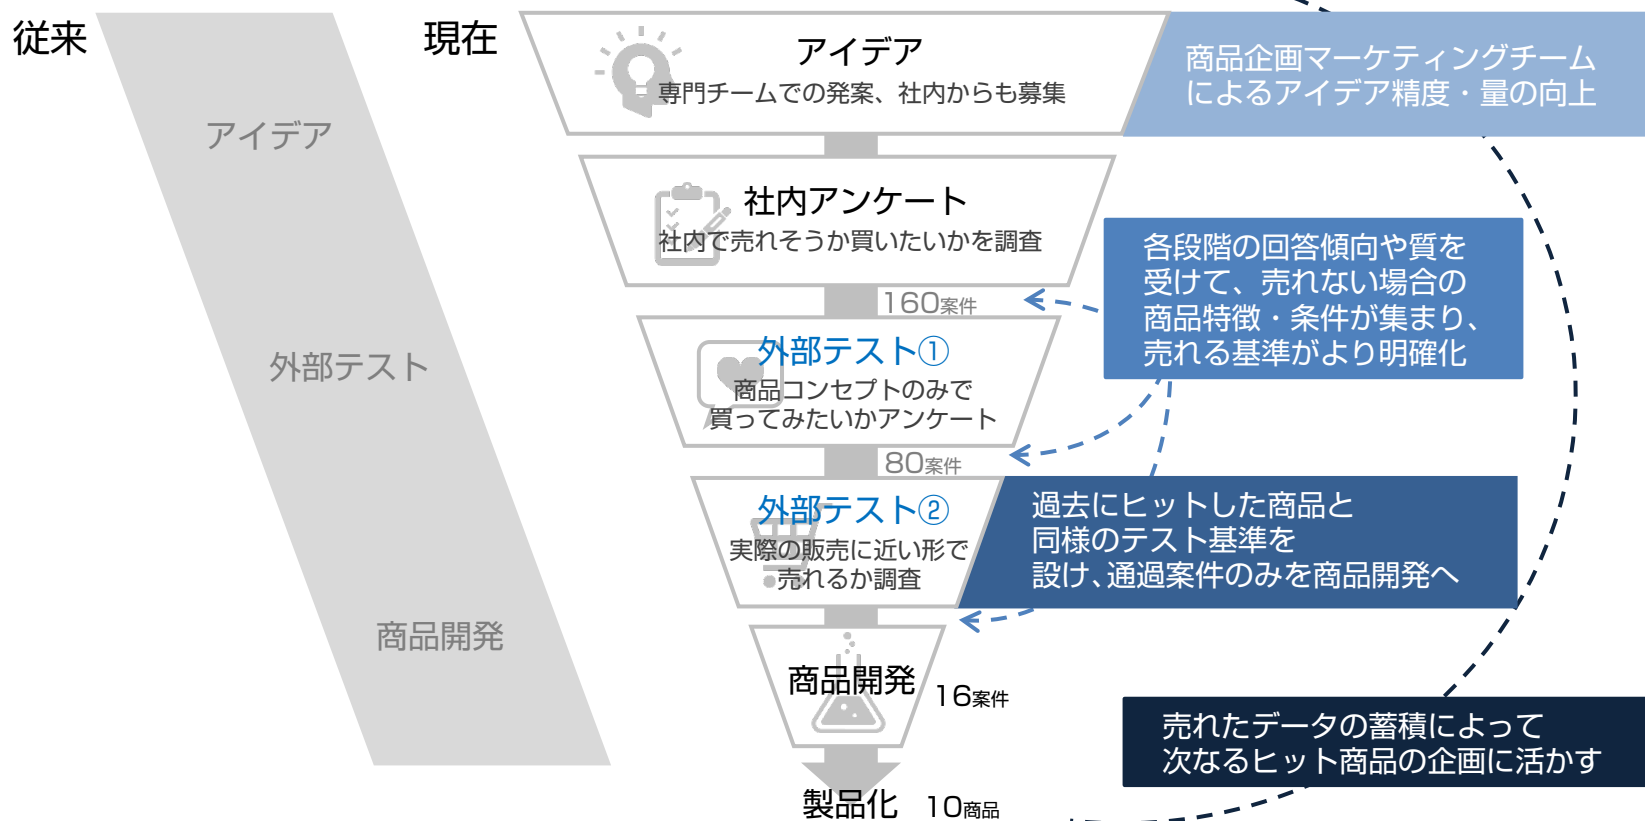 従来
アイデア
外部テスト
商品開発
現在
アイデア
専門チームでの発案、社内からも募集
商品企画マーケティングチーム
によるアイデア精度・量の向上
社内アンケート
社内で売れそうか買いたいかを調査
160案件
各段階の回答傾向や質を
受けて、売れない場合の
商品特徴・条件が集まり、
売れる基準がより明確化
外部テスト①
商品コンセプトのみで
買ってみたいかアンケート
80案件
外部テスト②
実際の販売に近い形で
売れるか調査
過去にヒットした商品と
同様のテスト基準を
設け、通過案件のみを商品開発へ
商品開発
16案件
売れたデータの蓄積によって
次なるヒット商品の企画に活かす
製品化 10商品